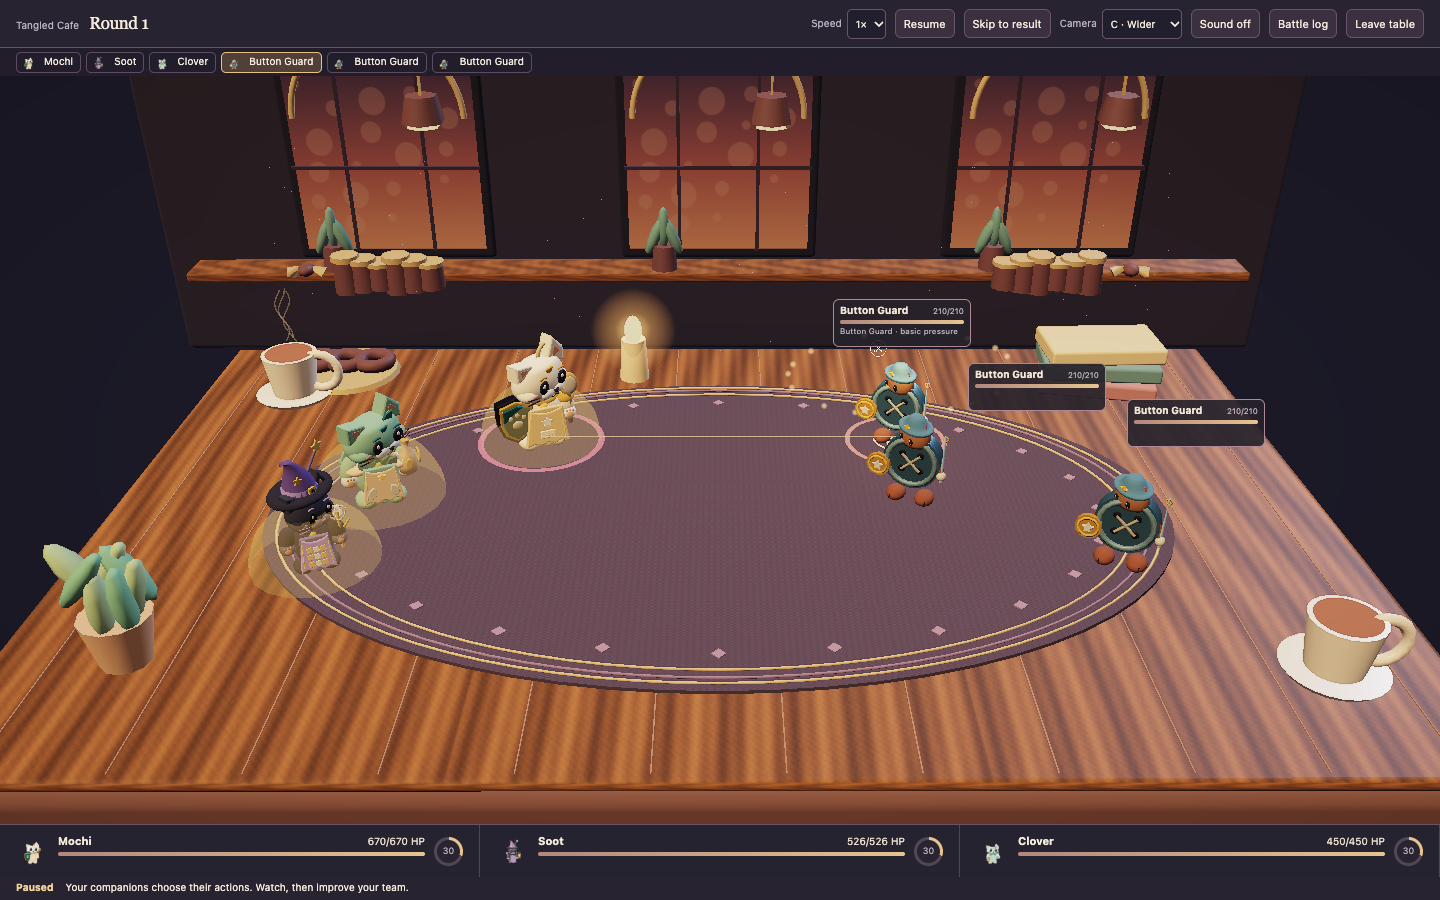 Tangled Cafe Round 1
Speed 1x Resume Skip to result Camera C · Wider Sound off Battle log Leave table
Mochi Soot Clover Button Guard Button Guard Button Guard
Button Guard 210/210
Button Guard · basic pressure
Button Guard 210/210
Button Guard 210/210
Mochi 670/670 HP 30
Soot 526/526 HP 30
Clover 450/450 HP 30
Paused Your companions choose their actions. Watch, then improve your team.